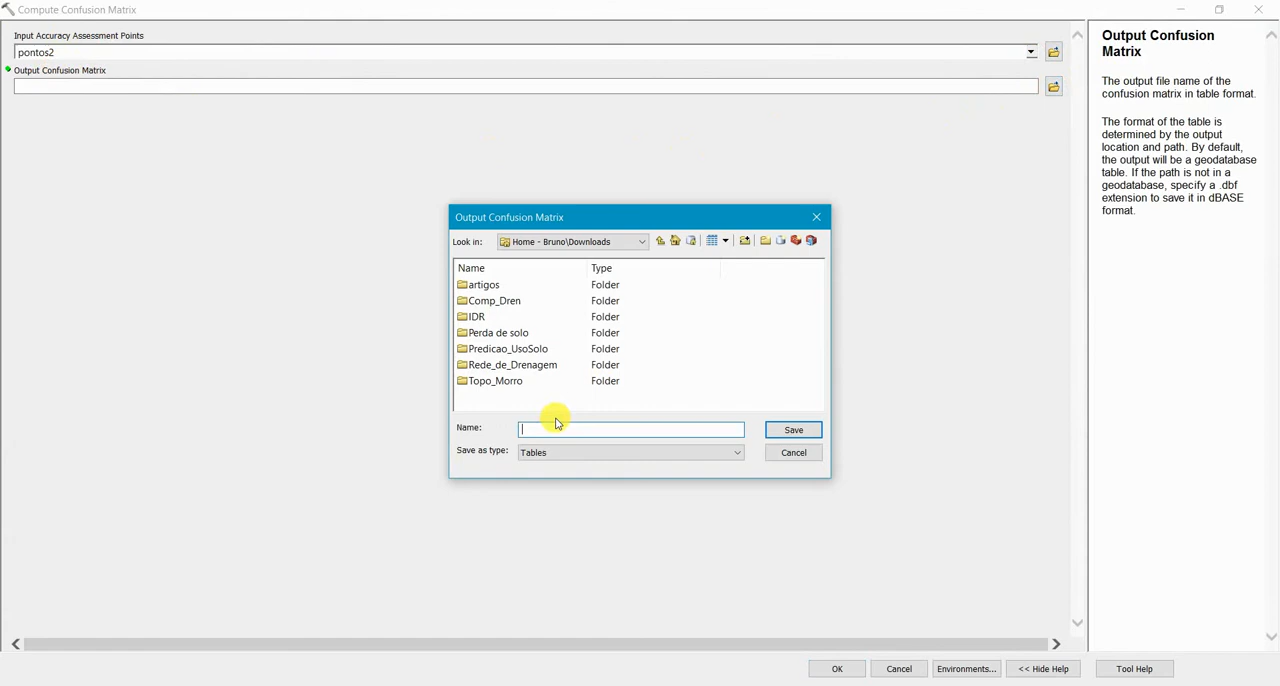 Compute Confusion Matrix
Input Accuracy Assessment Points
pontos2
Output Confusion Matrix
Output Confusion Matrix
Look in:
Home - Bruno\Downloads
Name
Type
artigos
Folder
Comp_Dren
Folder
IDR
Folder
Perda de solo
Folder
Predicao_UsoSolo
Folder
Rede_de_Drenagem
Folder
Topo_Morro
Folder
Name:
Save
Save as type:
Tables
Cancel
Output Confusion
Matrix
The output file name of the
confusion matrix in table format.
The format of the table is
determined by the output
location and path. By default,
the output will be a geodatabase
table. If the path is not in a
geodatabase, specify a .dbf
extension to save it in dBASE
format.
OK
Cancel
Environments...
<< Hide Help
Tool Help